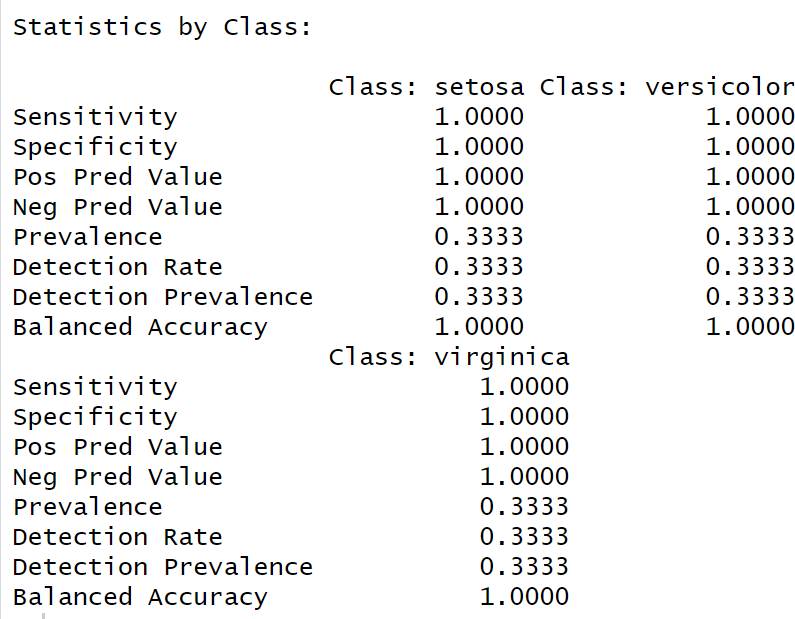 Statistics by Class:

                     Class: setosa Class: versicolor
Sensitivity                 1.0000            1.0000
Specificity                 1.0000            1.0000
Pos Pred Value              1.0000            1.0000
Neg Pred Value              1.0000            1.0000
Prevalence                  0.3333            0.3333
Detection Rate              0.3333            0.3333
Detection Prevalence        0.3333            0.3333
Balanced Accuracy           1.0000            1.0000
                     Class: virginica
Sensitivity                    1.0000
Specificity                    1.0000
Pos Pred Value                 1.0000
Neg Pred Value                 1.0000
Prevalence                     0.3333
Detection Rate                 0.3333
Detection Prevalence           0.3333
Balanced Accuracy              1.0000